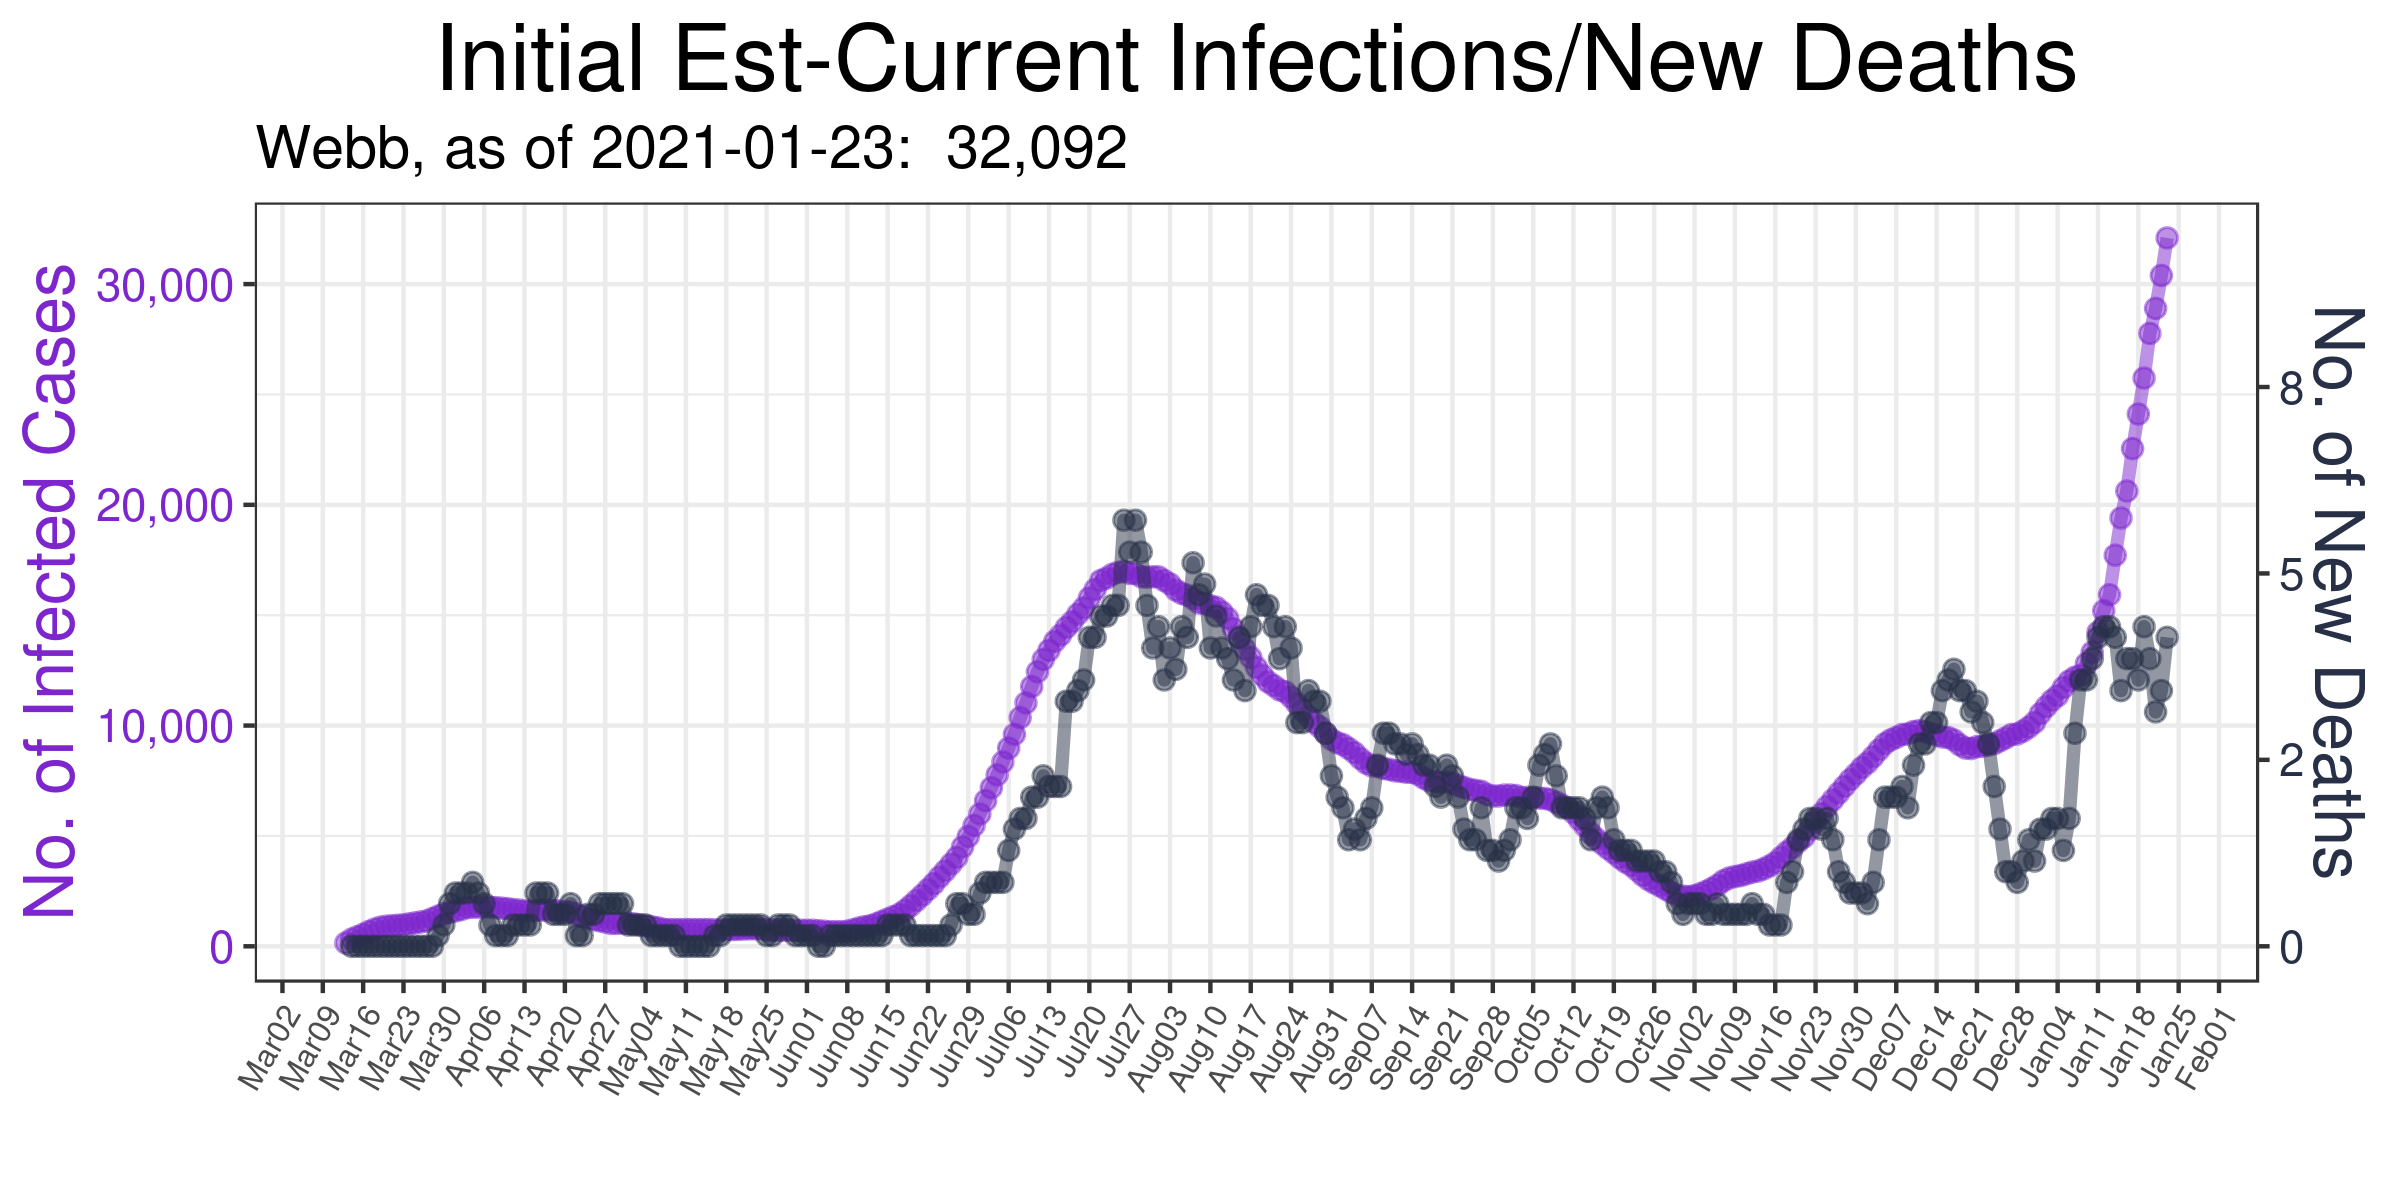 Initial Est-Current Infections/New Deaths
Webb, as of 2021-01-23:  32,092
No. of Infected Cases
30,000
20,000
10,000
0
No. of New Deaths
8
5
2
0
Mar02
Mar09
Mar16
Mar23
Mar30
Apr06
Apr13
Apr20
Apr27
May04
May11
May18
May25
Jun01
Jun08
Jun15
Jun22
Jun29
Jul06
Jul13
Jul20
Jul27
Aug03
Aug10
Aug17
Aug24
Aug31
Sep07
Sep14
Sep21
Sep28
Oct05
Oct12
Oct19
Oct26
Nov02
Nov09
Nov16
Nov23
Nov30
Dec07
Dec14
Dec21
Dec28
Jan04
Jan11
Jan18
Jan25
Feb01